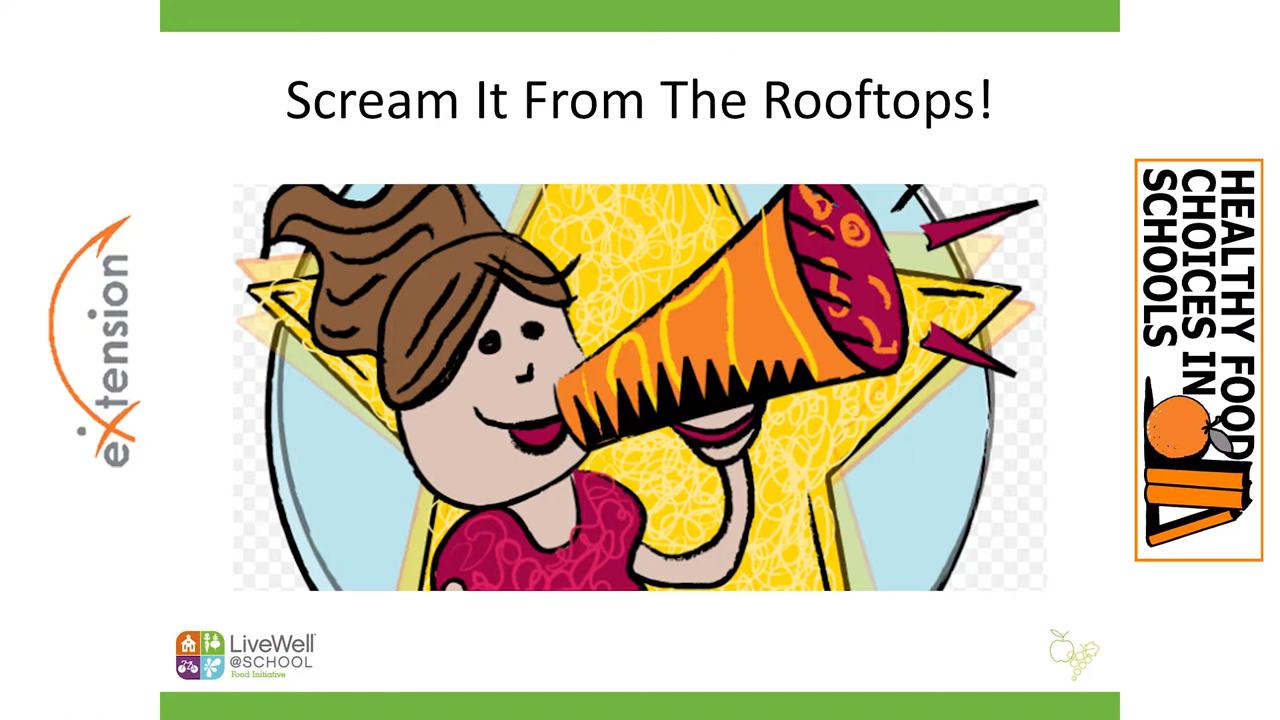 Scream It From The Rooftops!
eXtension
HEALTHY FOOD
CHOICES IN
SCHOOLS
LiveWell
@SCHOOL
Food Initiative